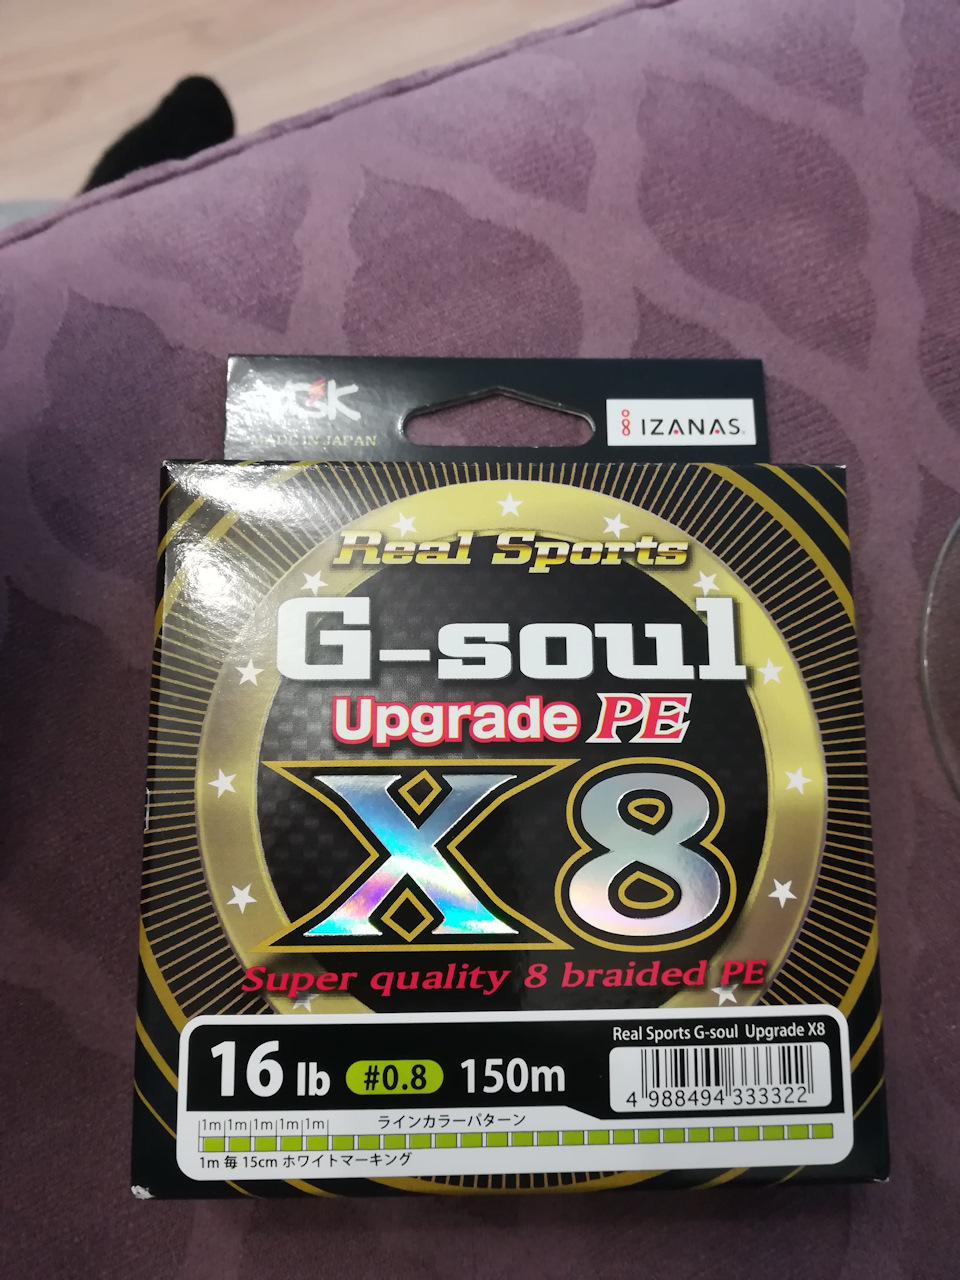 YGK
MADE IN JAPAN
IZANAS
Real Sports
G-soul
Upgrade PE
X8
Super quality 8 braided PE
Real Sports G-soul Upgrade X8
16 lb #0.8 150m
4 988494 333322
1m 1m 1m 1m 1m ラインカラーパターン
1m 毎 15cm ホワイトマーキング